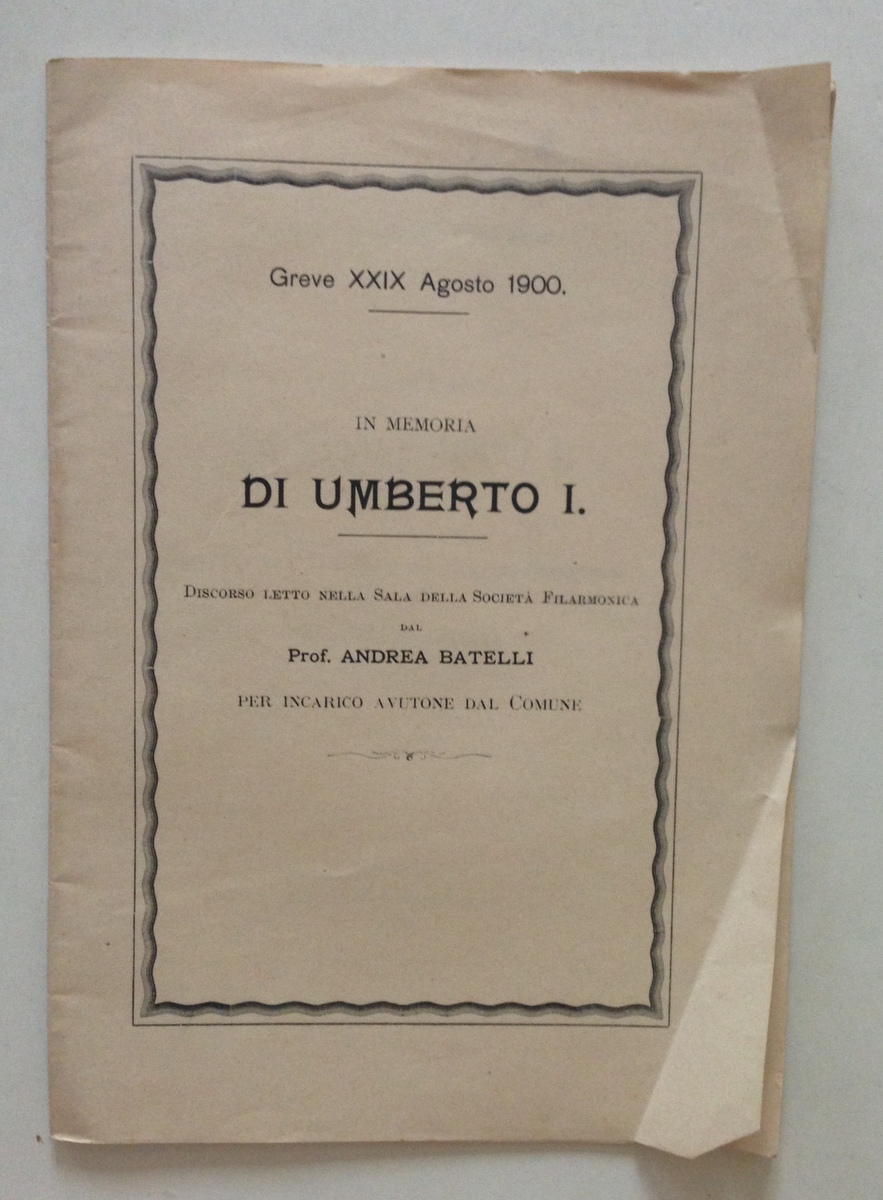 Greve XXIX Agosto 1900.
IN MEMORIA
DI UMBERTO I.
DISCORSO LETTO NELLA SALA DELLA SOCIETÀ FILARMONICA
DAL
Prof. ANDREA BATELLI
PER INCARICO AVUTONE DAL COMUNE